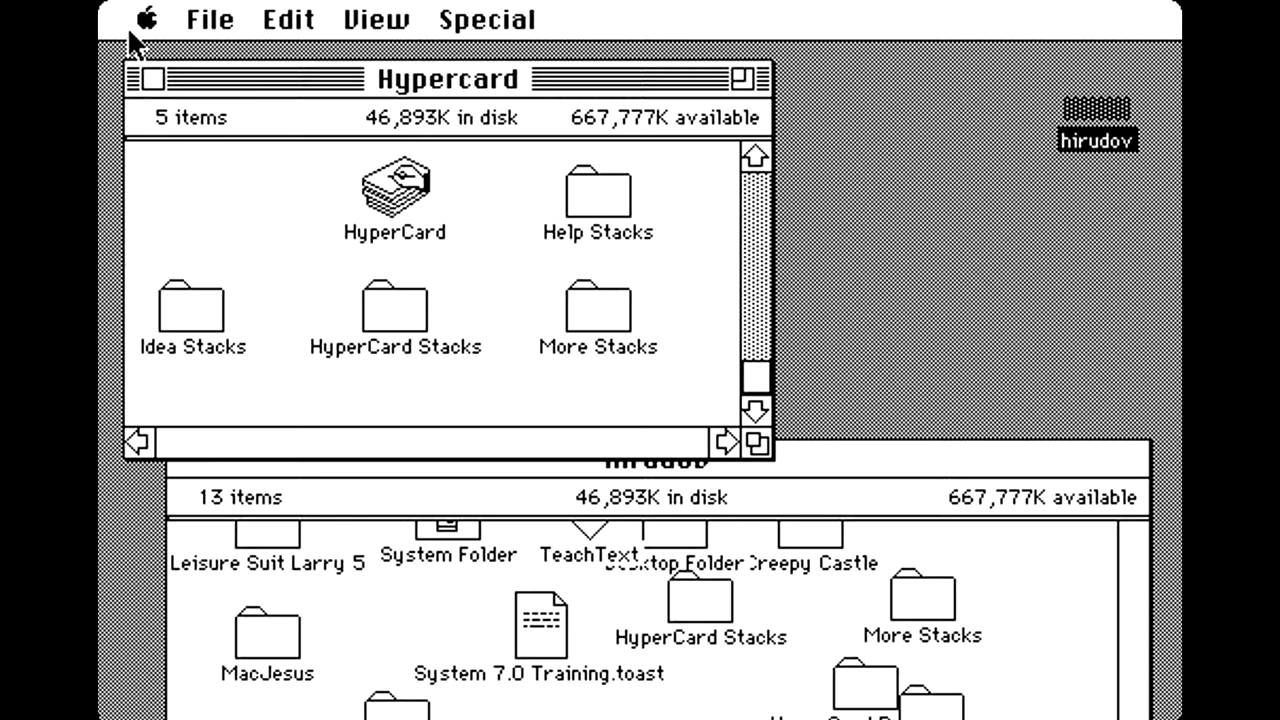 File Edit View Special
Hypercard
5 items 46,893K in disk 667,777K available
hirudov
HyperCard Help Stacks
Idea Stacks HyperCard Stacks More Stacks
hirudov
13 items 46,893K in disk 667,777K available
Leisure Suit Larry 5 System Folder TeachText Folder Castle
HyperCard Stacks More Stacks
MacJesus System 7.0 Training.toast